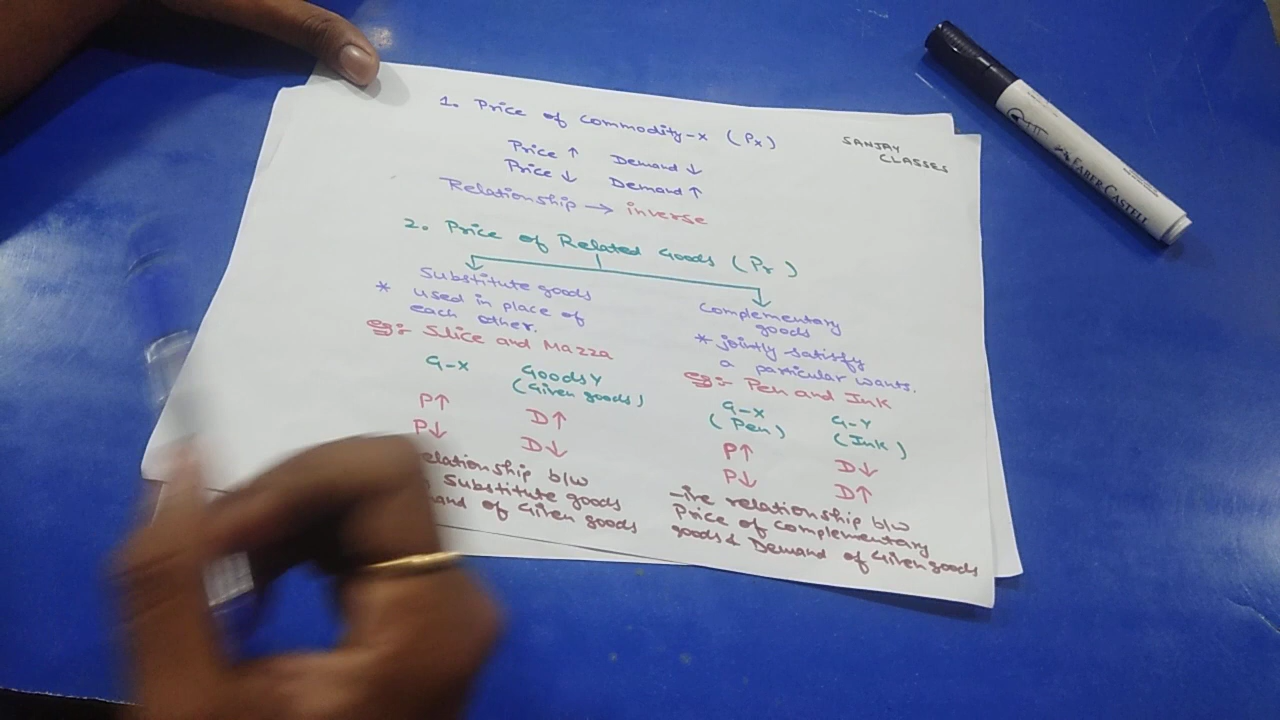 1. Price of Commodity-X (Px)
SANJAY
CLASSES
Price ↑ Demand ↓
Price ↓ Demand ↑
Relationship → inverse
2. Price of Related Goods (Pr)
Substitute goods
* used in place of
each other.
eg:- Slice and Mazza
G-X Goods Y
(Given goods)
P↑ D↑
P↓ D↓
relationship b/w
Substitute goods
of Given goods
Complementary
goods
* jointly satisfy
a particular wants.
eg:- Pen and Ink
G-X G-Y
(Pen) (Ink)
P↑ D↓
P↓ D↑
-ive relationship b/w
Price of complementary
goods & Demand of Given goods
FABER CASTELL